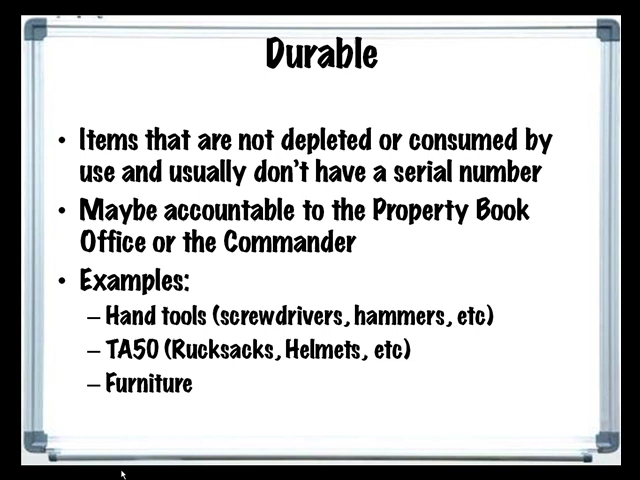 Durable
• Items that are not depleted or consumed by
use and usually don't have a serial number
• Maybe accountable to the Property Book
Office or the Commander
• Examples:
– Hand tools (screwdrivers, hammers, etc)
– TA50 (Rucksacks, Helmets, etc)
– Furniture